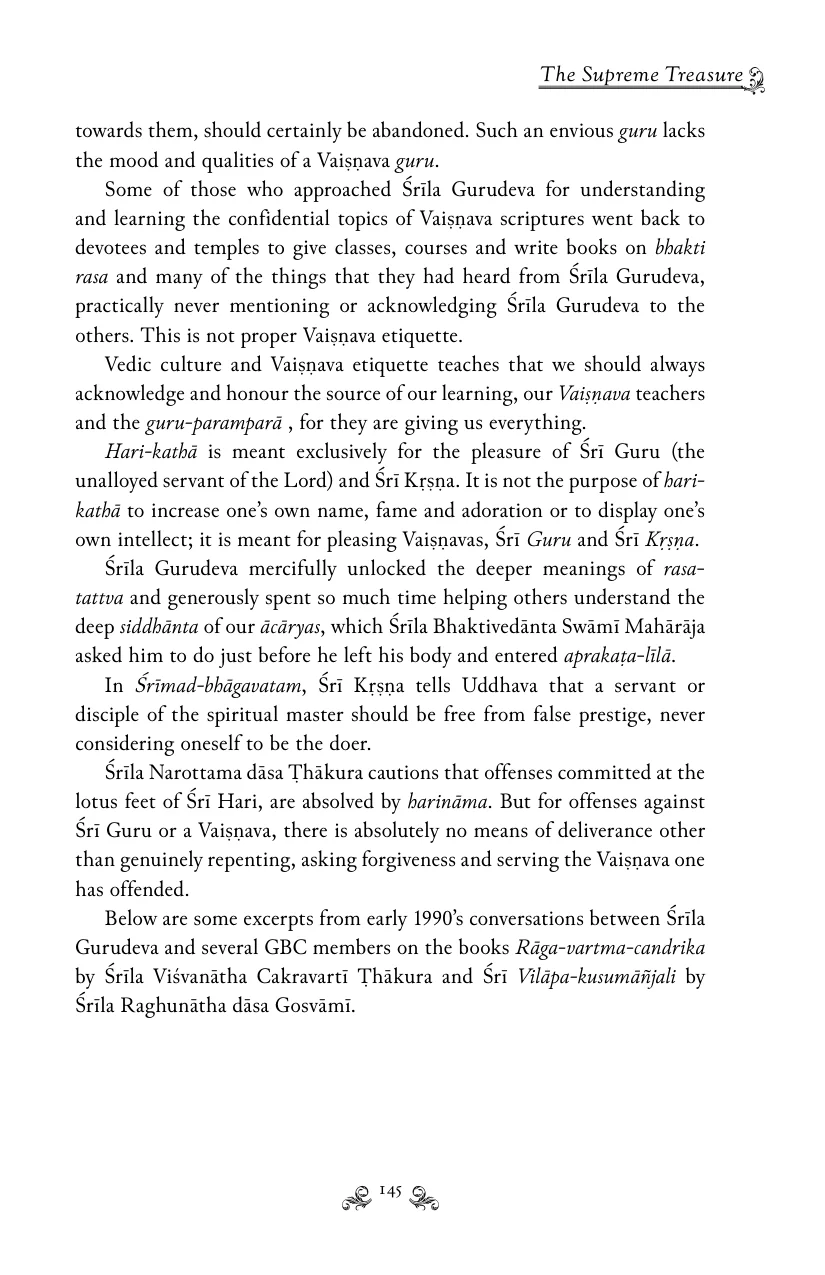 The Supreme Treasure
towards them, should certainly be abandoned. Such an envious guru lacks
the mood and qualities of a Vaiṣṇava guru.
Some of those who approached Śrīla Gurudeva for understanding
and learning the confidential topics of Vaiṣṇava scriptures went back to
devotees and temples to give classes, courses and write books on bhakti
rasa and many of the things that they had heard from Śrīla Gurudeva,
practically never mentioning or acknowledging Śrīla Gurudeva to the
others. This is not proper Vaiṣṇava etiquette.
Vedic culture and Vaiṣṇava etiquette teaches that we should always
acknowledge and honour the source of our learning, our Vaiṣṇava teachers
and the guru-paramparā , for they are giving us everything.
Hari-kathā is meant exclusively for the pleasure of Śrī Guru (the
unalloyed servant of the Lord) and Śrī Kṛṣṇa. It is not the purpose of hari-
kathā to increase one’s own name, fame and adoration or to display one’s
own intellect; it is meant for pleasing Vaiṣṇavas, Śrī Guru and Śrī Kṛṣṇa.
Śrīla Gurudeva mercifully unlocked the deeper meanings of rasa-
tattva and generously spent so much time helping others understand the
deep siddhānta of our ācāryas, which Śrīla Bhaktivedānta Swāmī Mahārāja
asked him to do just before he left his body and entered aprakaṭa-līlā.
In Śrīmad-bhāgavatam, Śrī Kṛṣṇa tells Uddhava that a servant or
disciple of the spiritual master should be free from false prestige, never
considering oneself to be the doer.
Śrīla Narottama dāsa Ṭhākura cautions that offenses committed at the
lotus feet of Śrī Hari, are absolved by harināma. But for offenses against
Śrī Guru or a Vaiṣṇava, there is absolutely no means of deliverance other
than genuinely repenting, asking forgiveness and serving the Vaiṣṇava one
has offended.
Below are some excerpts from early 1990’s conversations between Śrīla
Gurudeva and several GBC members on the books Rāga-vartma-candrika
by Śrīla Viśvanātha Cakravartī Ṭhākura and Śrī Vilāpa-kusumāñjali by
Śrīla Raghunātha dāsa Gosvāmī.
145